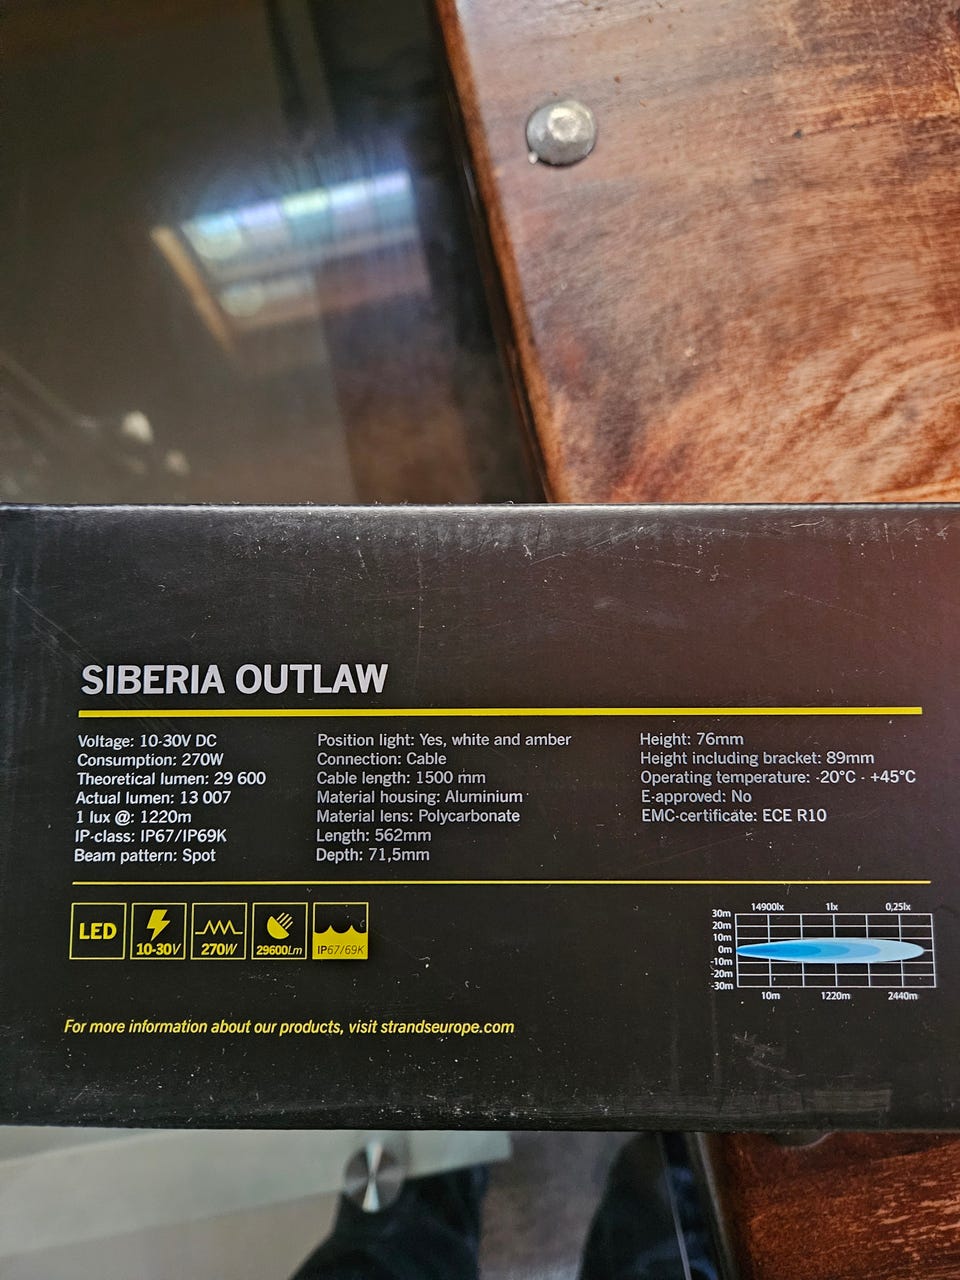 SIBERIA OUTLAW
Voltage: 10-30V DC
Consumption: 270W
Theoretical lumen: 29 600
Actual lumen: 13 007
1 lux @: 1220m
IP-class: IP67/IP69K
Beam pattern: Spot
Position light: Yes, white and amber
Connection: Cable
Cable length: 1500 mm
Material housing: Aluminium
Material lens: Polycarbonate
Length: 562mm
Depth: 71,5mm
Height: 76mm
Height including bracket: 89mm
Operating temperature: -20°C - +45°C
E-approved: No
EMC-certificate: ECE R10
LED
10-30V
270W
29600Lm
IP67/69K
14900lx 1lx 0,25lx
30m
20m
10m
0m
-10m
-20m
-30m
10m 1220m 2440m
For more information about our products, visit strandseurope.com